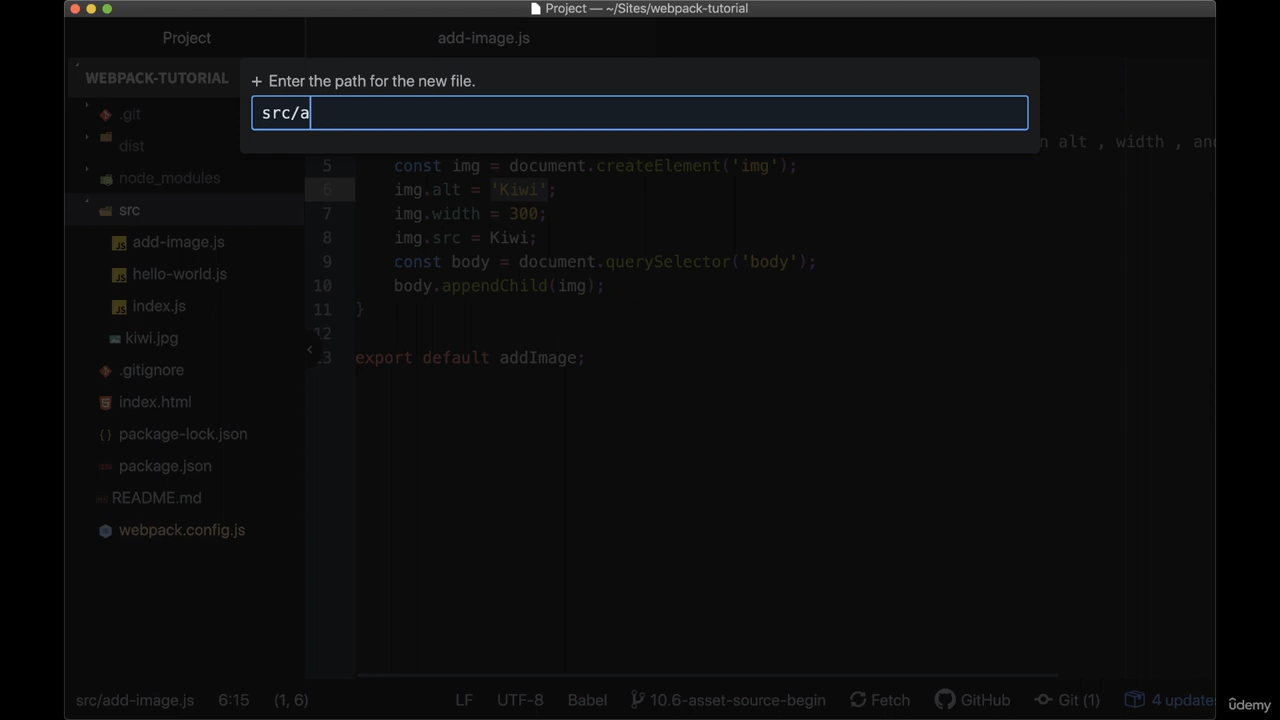 Project — ~/Sites/webpack-tutorial
Project
add-image.js
WEBPACK-TUTORIAL
+ Enter the path for the new file.
src/a
.git
dist
node_modules
src
add-image.js
hello-world.js
index.js
kiwi.jpg
.gitignore
index.html
package-lock.json
package.json
README.md
webpack.config.js
alt , width , and
5 const img = document.createElement('img');
6 img.alt = 'Kiwi';
7 img.width = 300;
8 img.src = Kiwi;
9 const body = document.querySelector('body');
10 body.appendChild(img);
11 }
12
13 export default addImage;
src/add-image.js 6:15 (1, 6) LF UTF-8 Babel 10.6-asset-source-begin Fetch GitHub Git (1) 4 updates
ûdemy